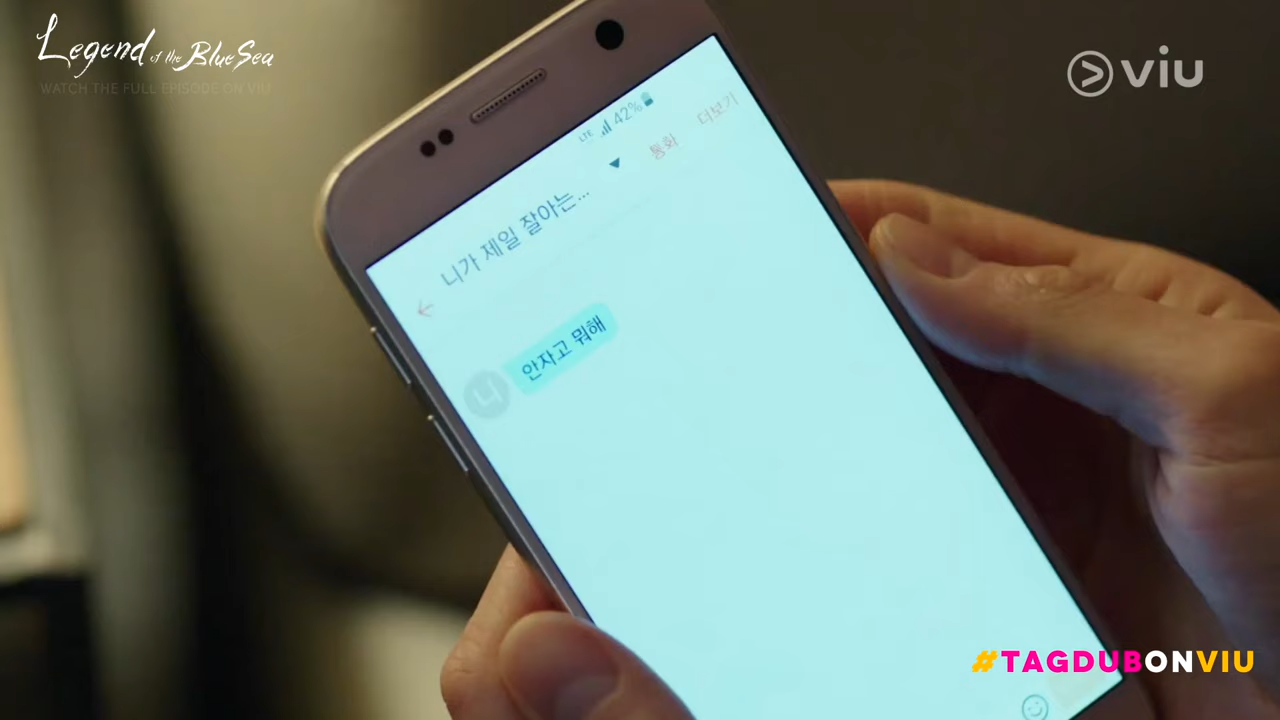 Legend of the Blue Sea
WATCH THE FULL EPISODE ON VIU
viu
LTE 42%
통화 더보기
니가 제일 잘아는...
니
안자고 뭐해
#TAGDUBONVIU